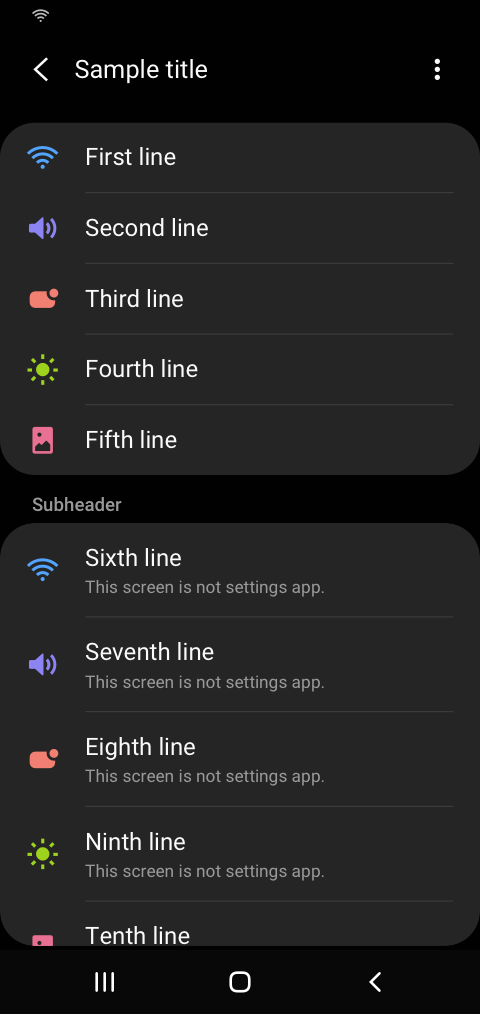 Sample title
First line
Second line
Third line
Fourth line
Fifth line
Subheader
Sixth line
This screen is not settings app.
Seventh line
This screen is not settings app.
Eighth line
This screen is not settings app.
Ninth line
This screen is not settings app.
Tenth line